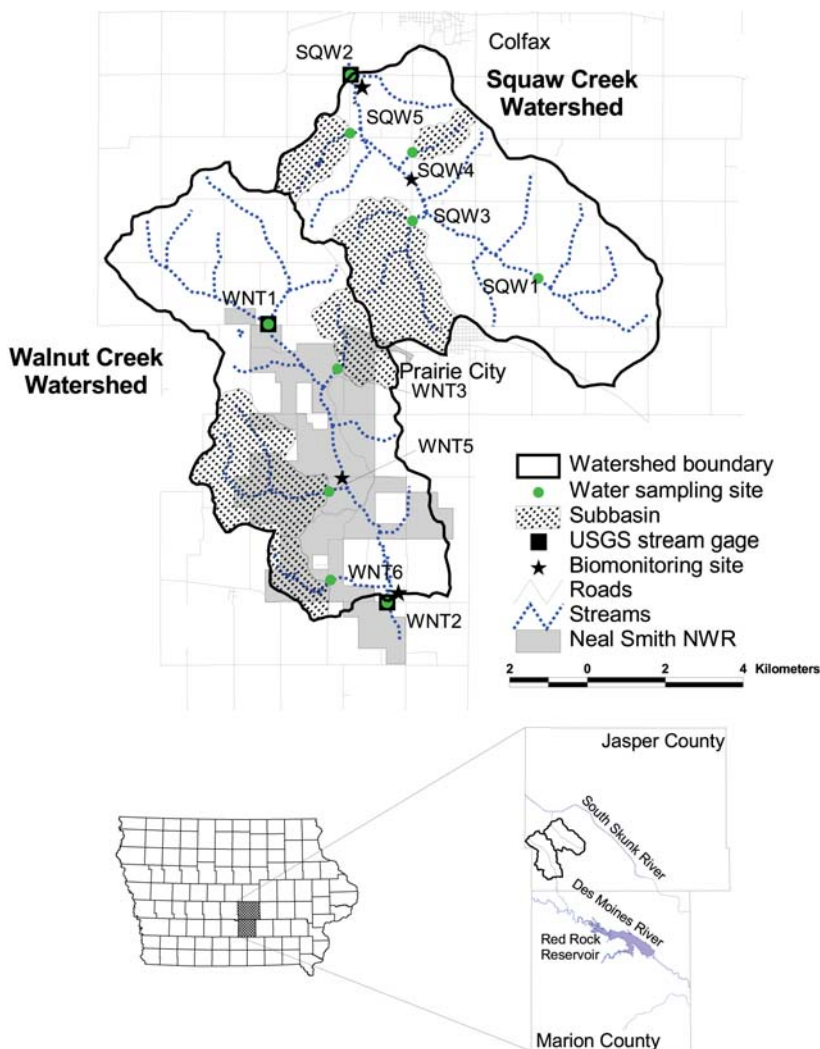 Colfax
SQW2
Squaw Creek
Watershed
SQW5
SQW4
SQW3
SQW1
WNT1
Walnut Creek
Watershed
Prairie City
WNT3
WNT5
WNT6
WNT2
Watershed boundary
Water sampling site
Subbasin
USGS stream gage
Biomonitoring site
Roads
Streams
Neal Smith NWR
2 0 2 4 Kilometers
Jasper County
South Skunk River
Des Moines River
Red Rock
Reservoir
Marion County